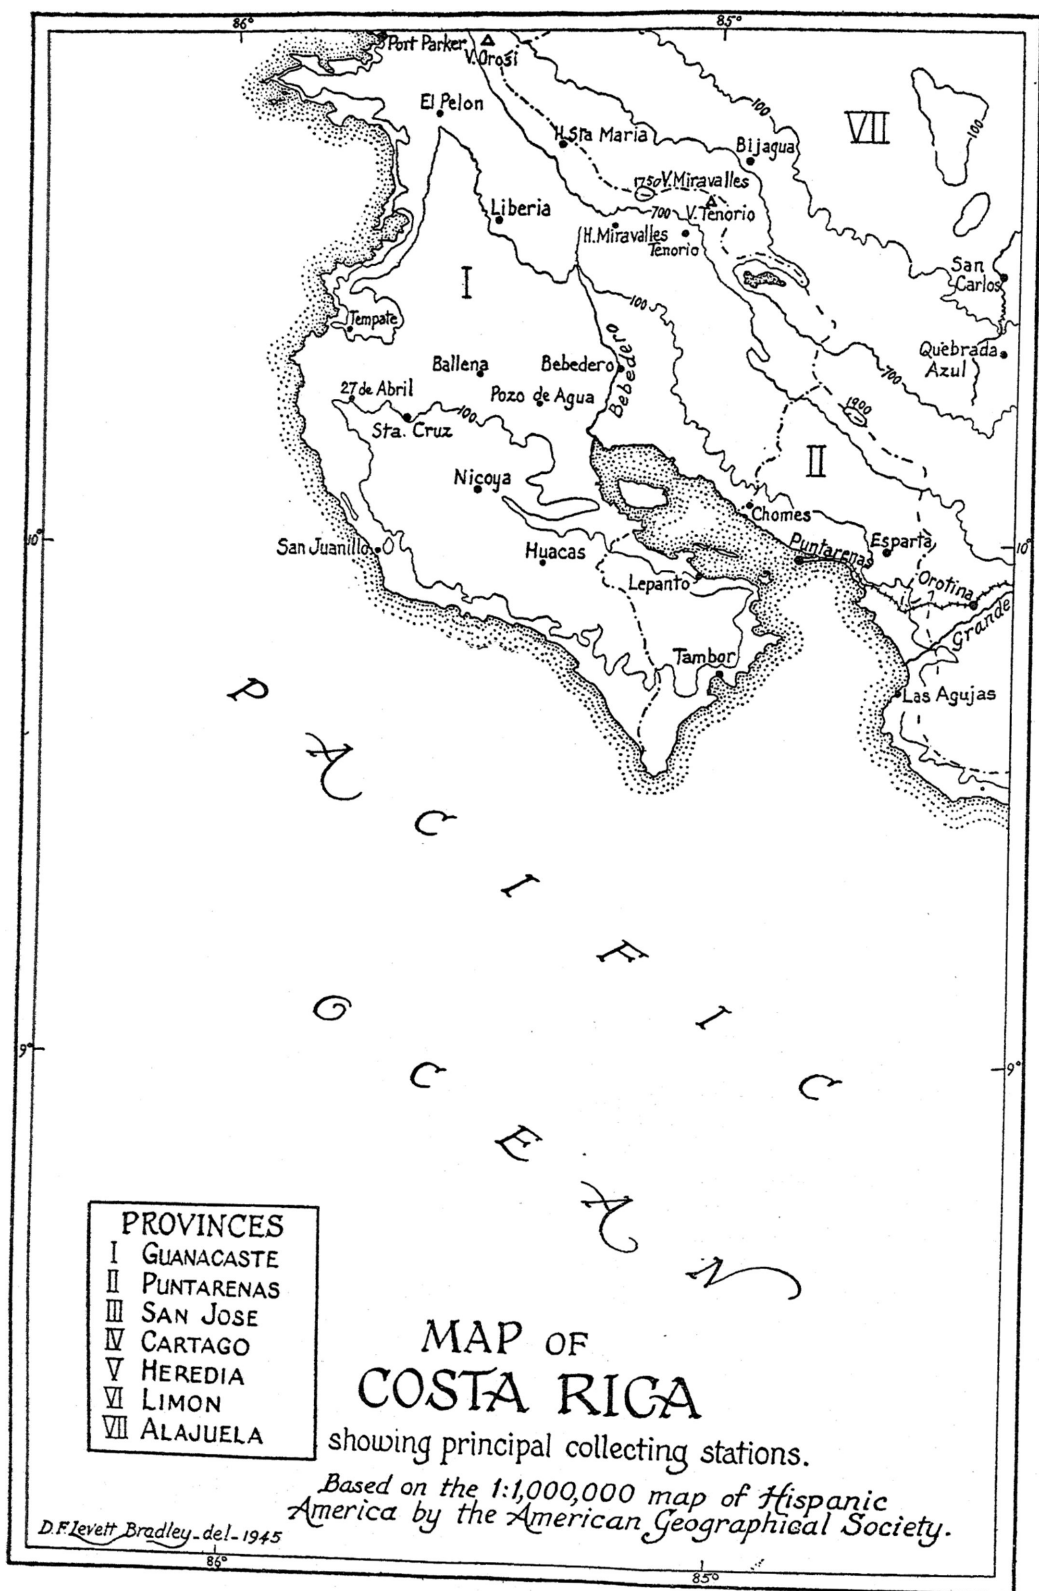 86°
85°
Port Parker
V. Orosi
El Pelon
100
VII
100
H. Sta Maria
Bijagua
1750 V. Miravalles
Liberia
700
V. Tenorio
H. Miravalles
Tenorio
I
San
Carlos
100
Tempate
Quebrada
Azul
Ballena
Bebedero
Bebedero
700
27 de Abril
Pozo de Agua
1900
Sta. Cruz
100
II
Nicoya
Chomes
10°
San Juanillo
Huacas
Puntarenas
Esparta
10°
Lepanto
Orotina
Grande
Tambor
Las Agujas
PACIFIC
OCEAN
9°
9°
PROVINCES
I GUANACASTE
II PUNTARENAS
III SAN JOSE
IV CARTAGO
V HEREDIA
VI LIMON
VII ALAJUELA
MAP OF
COSTA RICA
showing principal collecting stations.
Based on the 1:1,000,000 map of Hispanic
America by the American Geographical Society.
D.F. Levett Bradley-del-1945
86°
85°